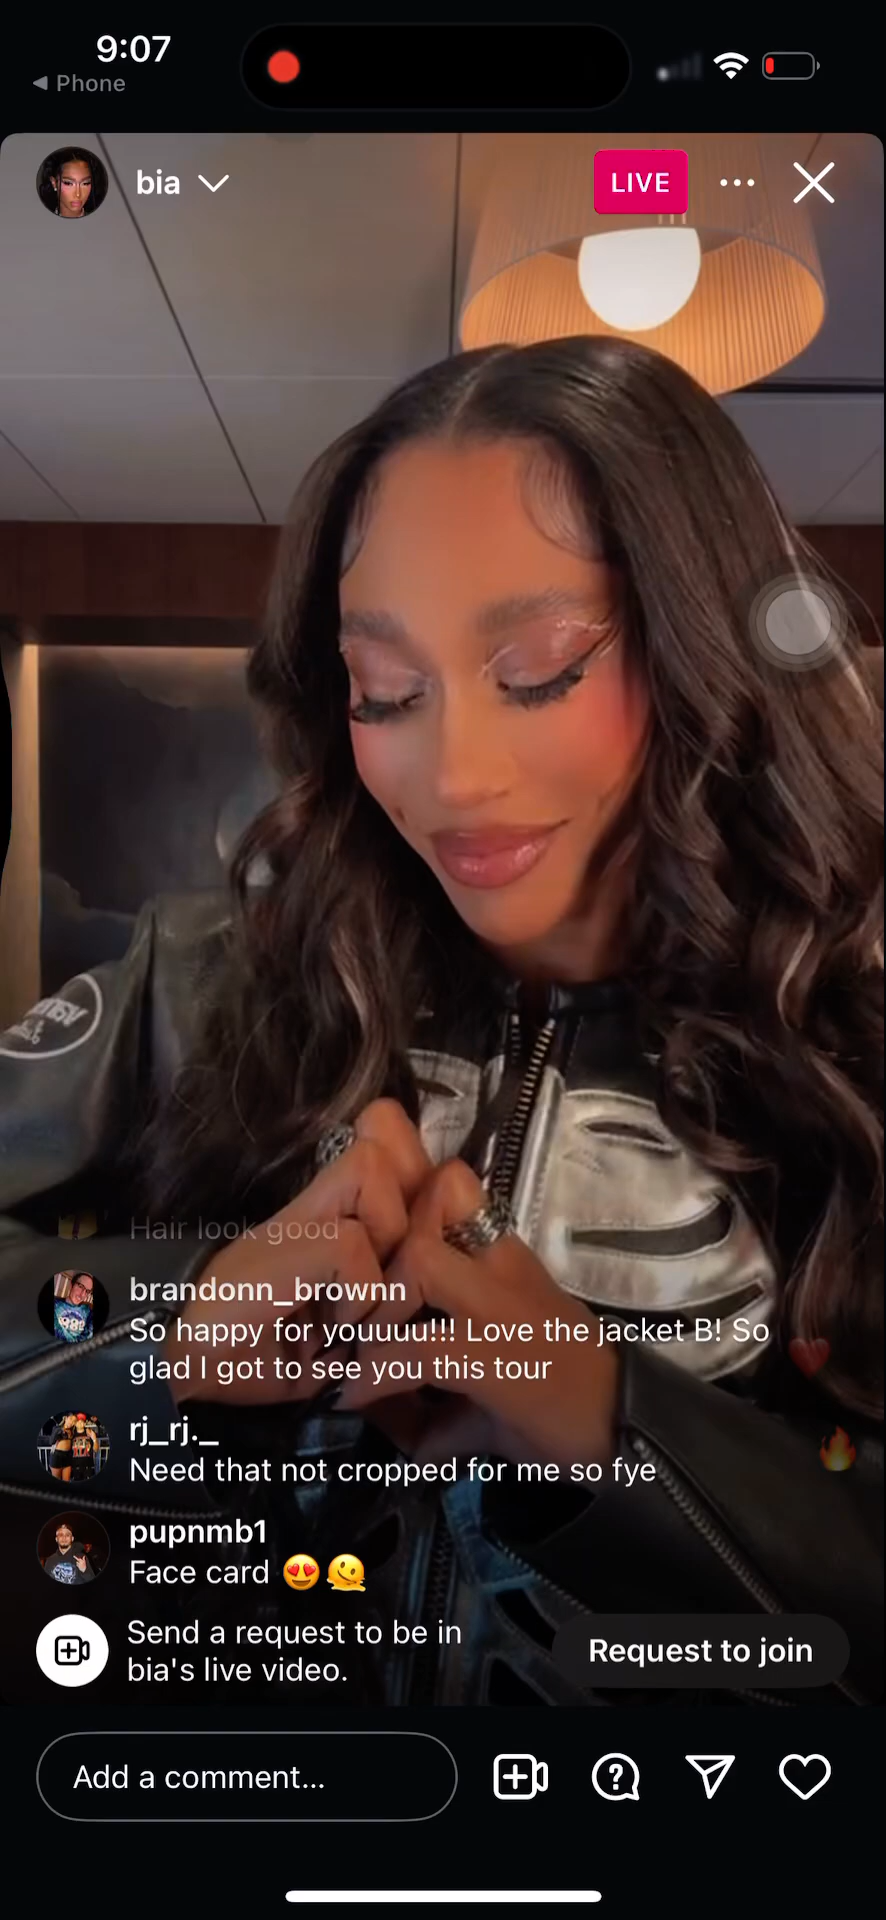 9:07
◀ Phone
bia
LIVE
Hair look good
brandonn_brownn
So happy for youuuu!!! Love the jacket B! So
glad I got to see you this tour
rj_rj._
Need that not cropped for me so fye
pupnmb1
Face card 😍🫠
Send a request to be in
bia's live video.
Request to join
Add a comment...